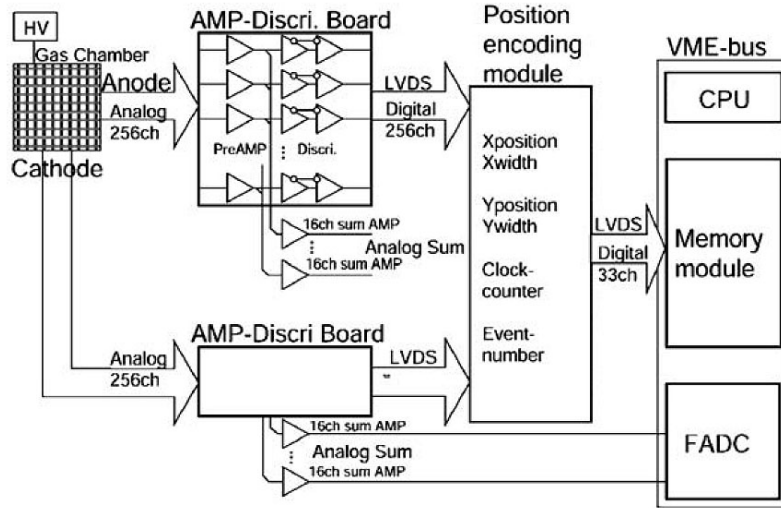 HV
Gas Chamber
Anode
Analog
256ch
Cathode
AMP-Discri. Board
PreAMP
Discri.
16ch sum AMP
Analog Sum
16ch sum AMP
LVDS
Digital
256ch
Position
encoding
module
Xposition
Xwidth
Yposition
Ywidth
Clock-
counter
Event-
number
LVDS
Digital
33ch
VME-bus
CPU
Memory
module
FADC
Analog
256ch
AMP-Discri Board
LVDS
"
16ch sum AMP
Analog Sum
16ch sum AMP